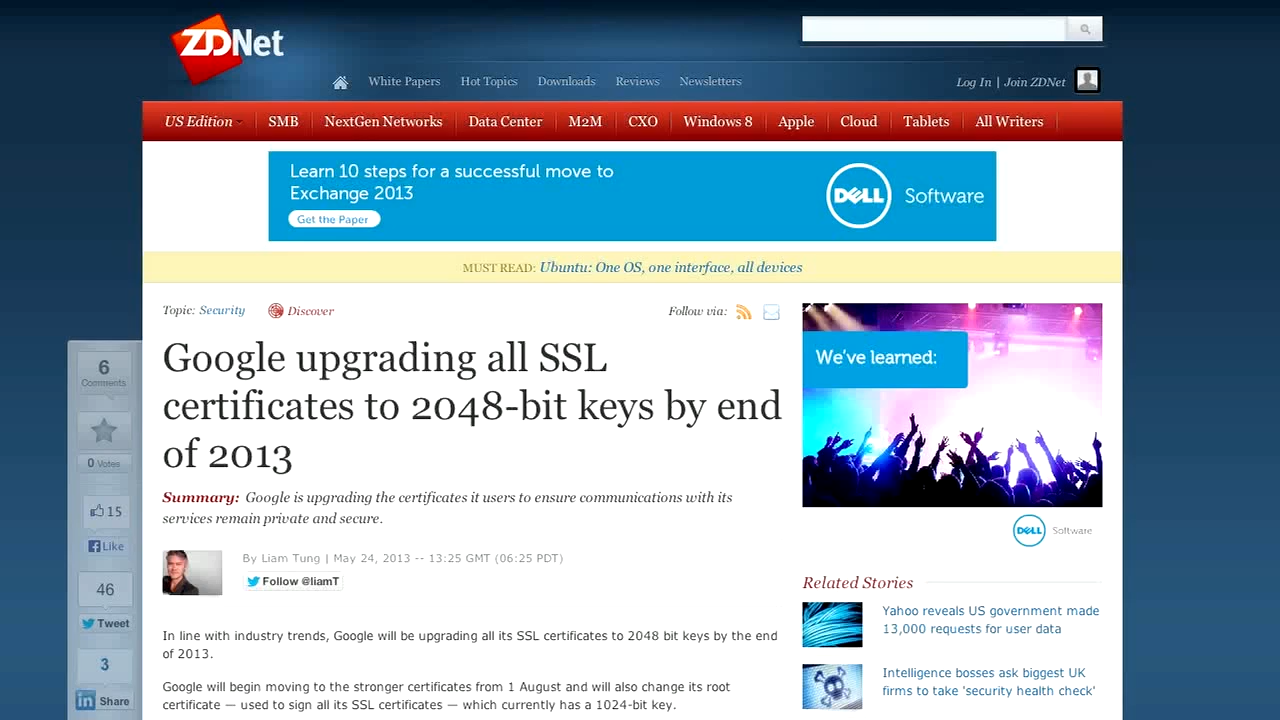 ZDNet
White Papers Hot Topics Downloads Reviews Newsletters
Log In | Join ZDNet
US Edition SMB NextGen Networks Data Center M2M CXO Windows 8 Apple Cloud Tablets All Writers
Learn 10 steps for a successful move to
Exchange 2013
Get the Paper
DELL Software
MUST READ: Ubuntu: One OS, one interface, all devices
Topic: Security Discover Follow via:
Google upgrading all SSL
certificates to 2048-bit keys by end
of 2013
Summary: Google is upgrading the certificates it users to ensure communications with its
services remain private and secure.
By Liam Tung | May 24, 2013 -- 13:25 GMT (06:25 PDT)
Follow @liamT
In line with industry trends, Google will be upgrading all its SSL certificates to 2048 bit keys by the end
of 2013.
Google will begin moving to the stronger certificates from 1 August and will also change its root
certificate — used to sign all its SSL certificates — which currently has a 1024-bit key.
6
Comments
0 Votes
15
Like
46
Tweet
3
Share
We've learned:
DELL Software
Related Stories
Yahoo reveals US government made
13,000 requests for user data
Intelligence bosses ask biggest UK
firms to take 'security health check'